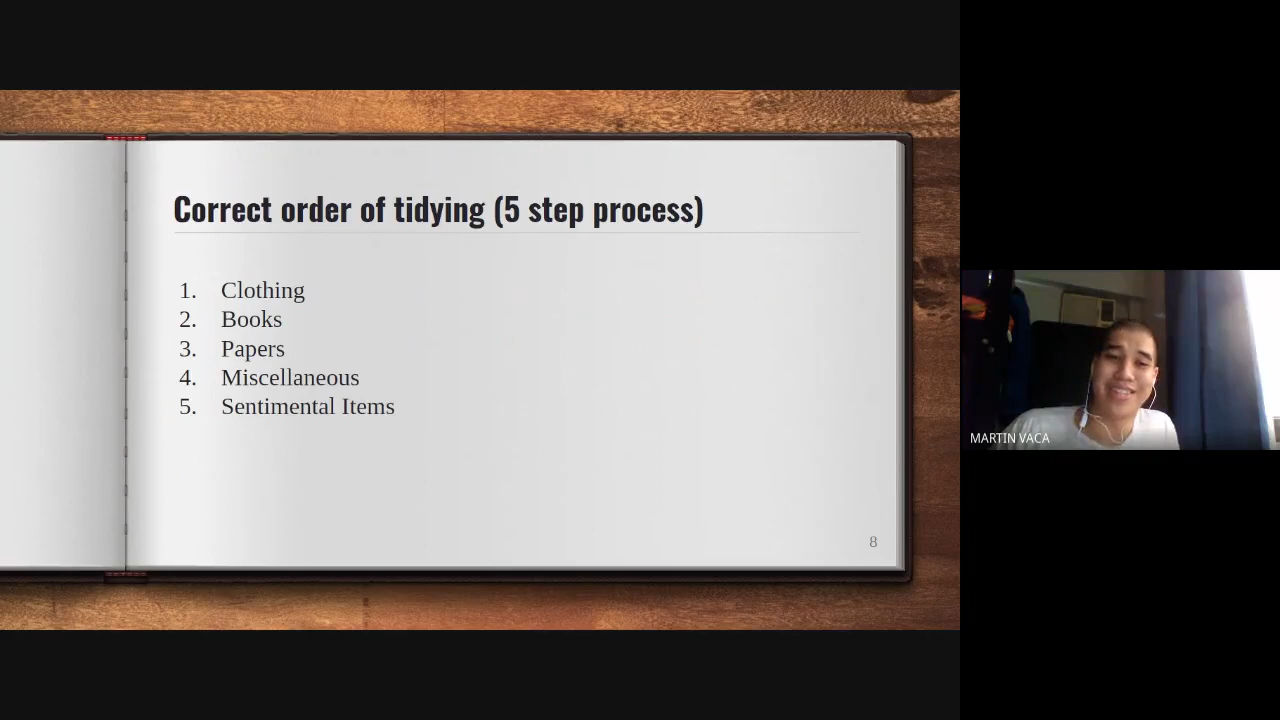 Correct order of tidying (5 step process)
1. Clothing
2. Books
3. Papers
4. Miscellaneous
5. Sentimental Items
8
MARTIN VACA